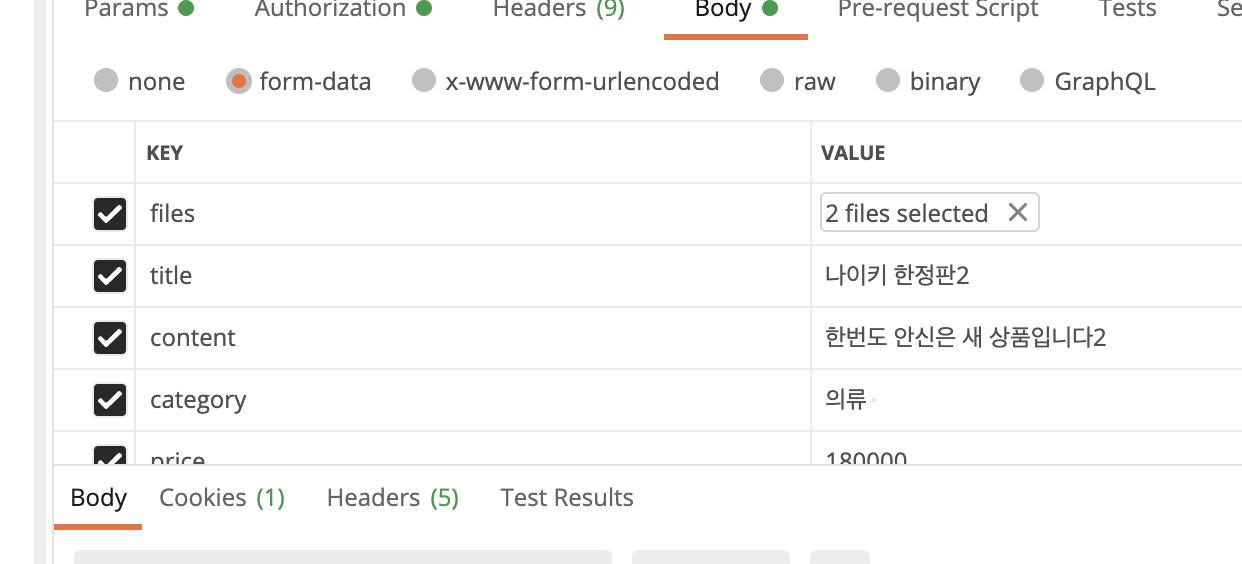 Params Authorization Headers (9) Body Pre-request Script Tests Se
none form-data x-www-form-urlencoded raw binary GraphQL
KEY VALUE
files 2 files selected
title 나이키 한정판2
content 한번도 안신은 새 상품입니다2
category 의류
price 180000
Body Cookies (1) Headers (5) Test Results